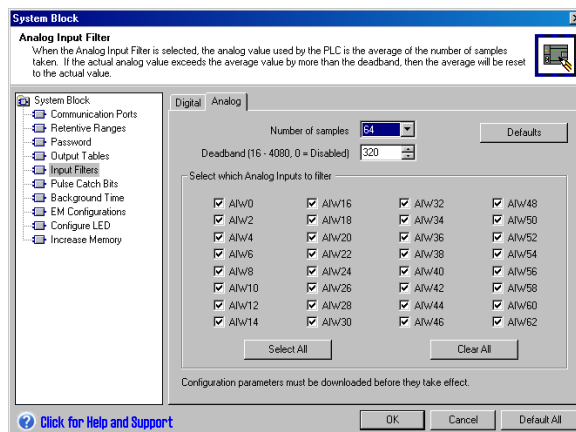 System Block
Analog Input Filter
When the Analog Input Filter is selected, the analog value used by the PLC is the average of the number of samples
taken. If the actual analog value exceeds the average value by more than the deadband, then the average will be reset
to the actual value.
System Block
Communication Ports
Retentive Ranges
Password
Output Tables
Input Filters
Pulse Catch Bits
Background Time
EM Configurations
Configure LED
Increase Memory
Digital Analog
Number of samples 64 Defaults
Deadband (16 - 4080, 0 = Disabled) 320
Select which Analog Inputs to filter
AIW0 AIW16 AIW32 AIW48
AIW2 AIW18 AIW34 AIW50
AIW4 AIW20 AIW36 AIW52
AIW6 AIW22 AIW38 AIW54
AIW8 AIW24 AIW40 AIW56
AIW10 AIW26 AIW42 AIW58
AIW12 AIW28 AIW44 AIW60
AIW14 AIW30 AIW46 AIW62
Select All Clear All
Configuration parameters must be downloaded before they take effect.
Click for Help and Support OK Cancel Default All